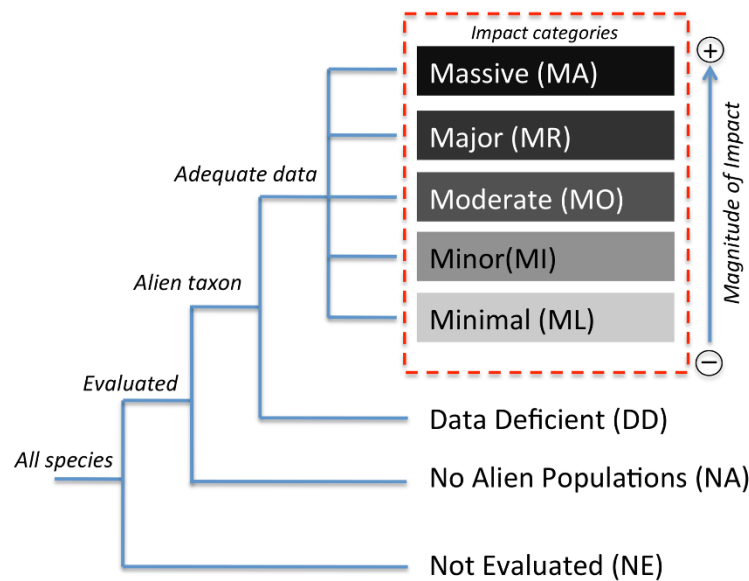 Impact categories
+
Massive (MA)
Major (MR)
Adequate data
Moderate (MO)
Magnitude of Impact
Minor(MI)
Alien taxon
Minimal (ML)
−
Evaluated
Data Deficient (DD)
All species
No Alien Populations (NA)
Not Evaluated (NE)